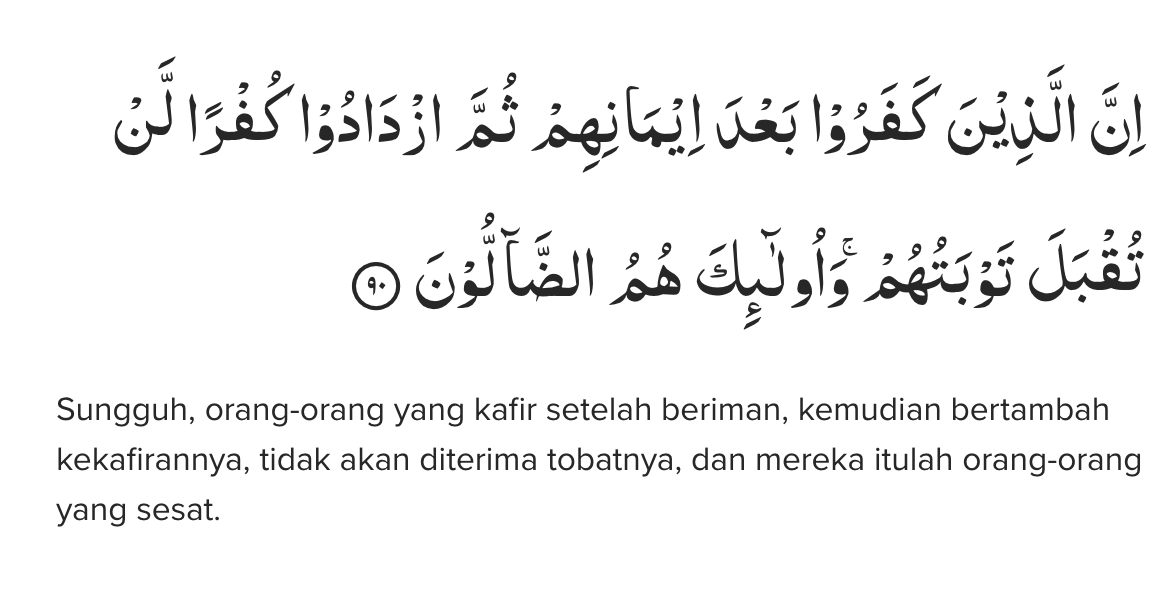 اِنَّ الَّذِيْنَ كَفَرُوْا بَعْدَ اِيْمَانِهِمْ ثُمَّ ازْدَادُوْا كُفْرًا لَّنْ
تُقْبَلَ تَوْبَتُهُمْ ۚ وَاُولٰۤىِٕكَ هُمُ الضَّاۤلُّوْنَ ٩٠
Sungguh, orang-orang yang kafir setelah beriman, kemudian bertambah
kekafirannya, tidak akan diterima tobatnya, dan mereka itulah orang-orang
yang sesat.